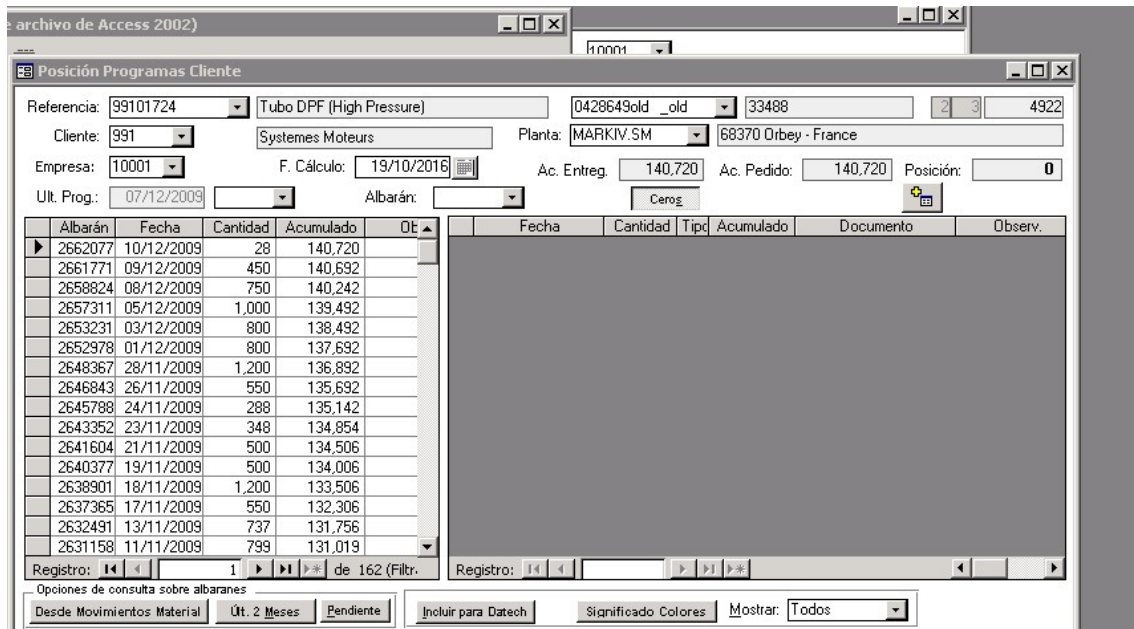 e archivo de Access 2002)
10001
Posición Programas Cliente
Referencia: 99101724 Tubo DPF (High Pressure) 0428649old _old 33488 2 3 4922
Cliente: 991 Systemes Moteurs Planta: MARKIV.SM 68370 Orbey - France
Empresa: 10001 F. Cálculo: 19/10/2016 Ac. Entreg. 140,720 Ac. Pedido: 140,720 Posición: 0
Ult. Prog.: 07/12/2009 Albarán: Ceros
Albarán Fecha Cantidad Acumulado Fecha Cantidad Tipo Acumulado Documento Observ.
2662077 10/12/2009 28 140,720
2661771 09/12/2009 450 140,692
2658824 08/12/2009 750 140,242
2657311 05/12/2009 1,000 139,492
2653231 03/12/2009 800 138,492
2652978 01/12/2009 800 137,692
2648367 28/11/2009 1,200 136,892
2646843 26/11/2009 550 135,692
2645788 24/11/2009 288 135,142
2643352 23/11/2009 348 134,854
2641604 21/11/2009 500 134,506
2640377 19/11/2009 500 134,006
2638901 18/11/2009 1,200 133,506
2637365 17/11/2009 550 132,306
2632491 13/11/2009 737 131,756
2631158 11/11/2009 799 131,019
Registro: 1 de 162 (Filtr. Registro:
Opciones de consulta sobre albaranes
Desde Movimientos Material Últ. 2 Meses Pendiente Incluir para Datech Significado Colores Mostrar: Todos